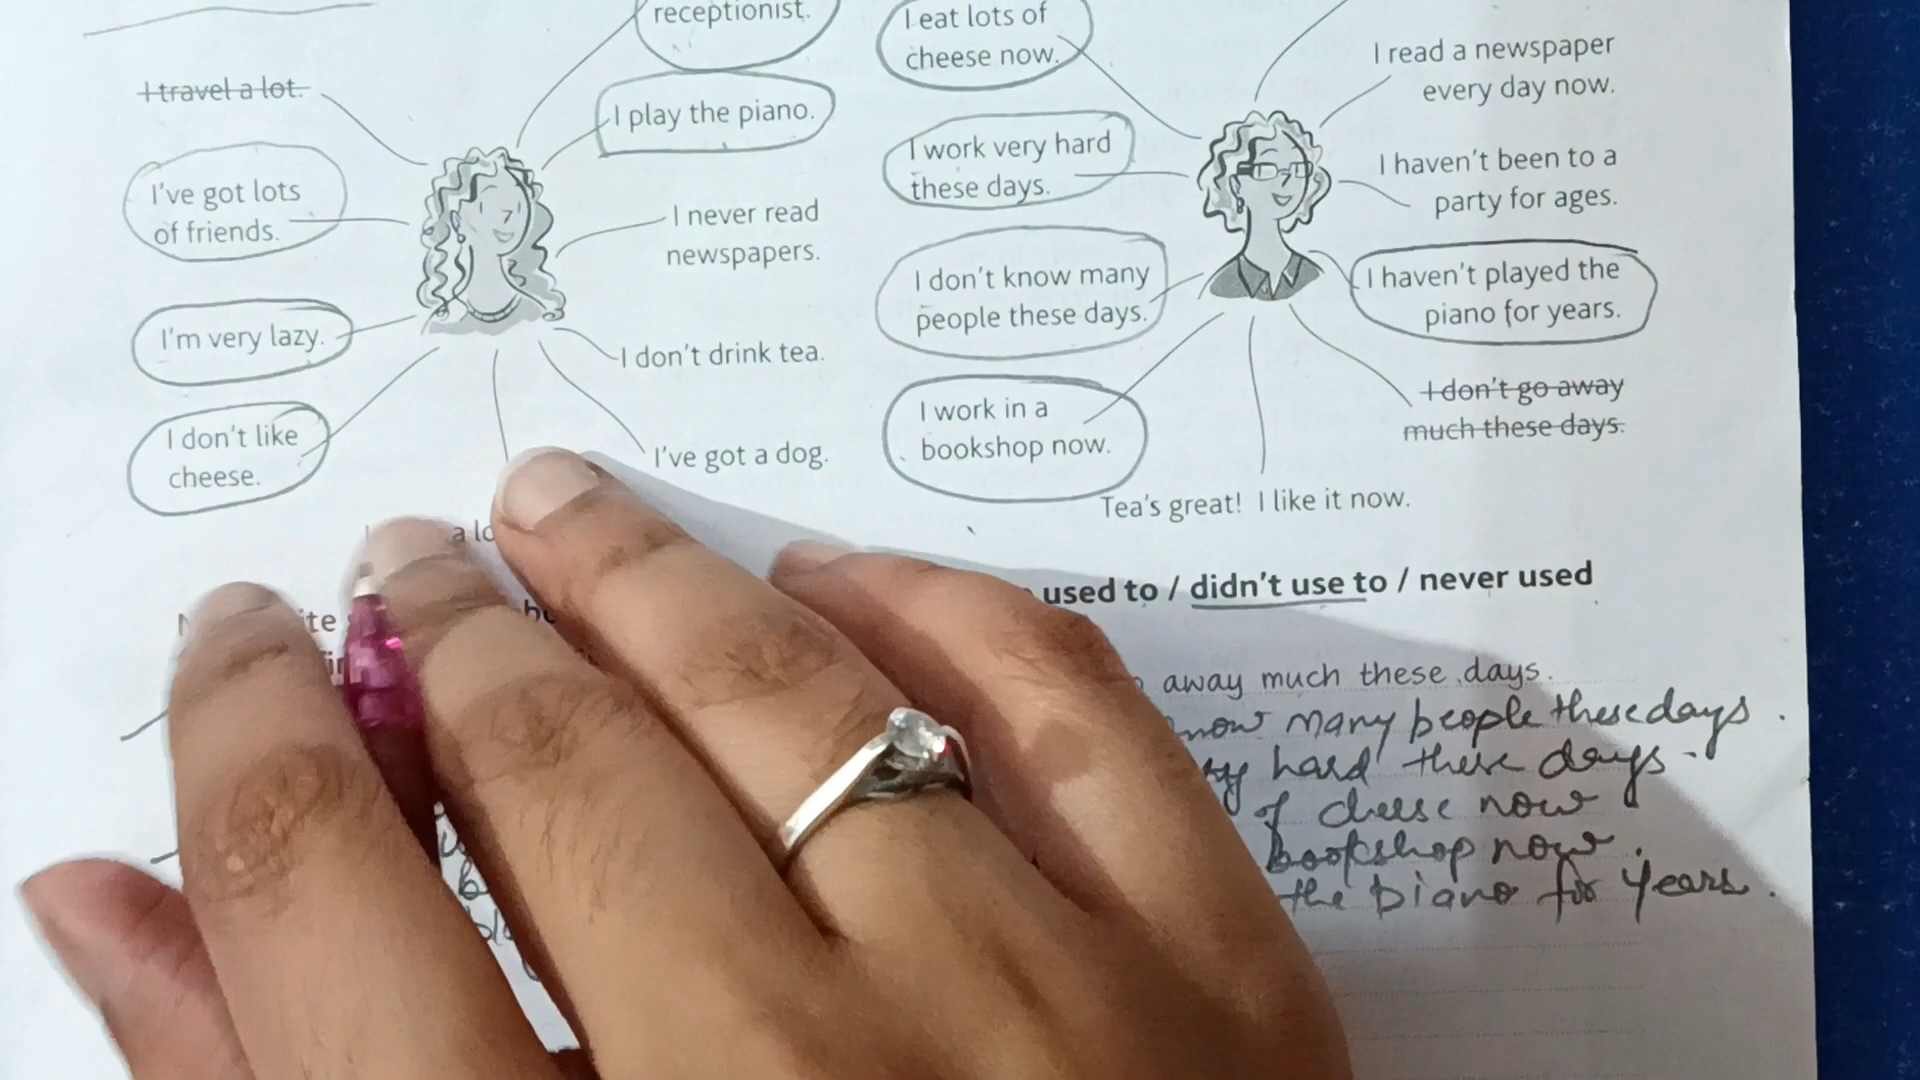 receptionist.
I travel a lot.
I play the piano.
I've got lots
of friends.
I never read
newspapers.
I'm very lazy.
I don't drink tea.
I don't like
cheese.
I've got a dog.
a lo
I eat lots of
cheese now.
I read a newspaper
every day now.
I work very hard
these days.
I haven't been to a
party for ages.
I don't know many
people these days.
I haven't played the
piano for years.
I work in a
bookshop now.
I don't go away
much these days.
Tea's great! I like it now.
used to / didn't use to / never used
away much these days.
now many people these days.
hard these days.
of cheese now
bookshop now.
the piano for years.